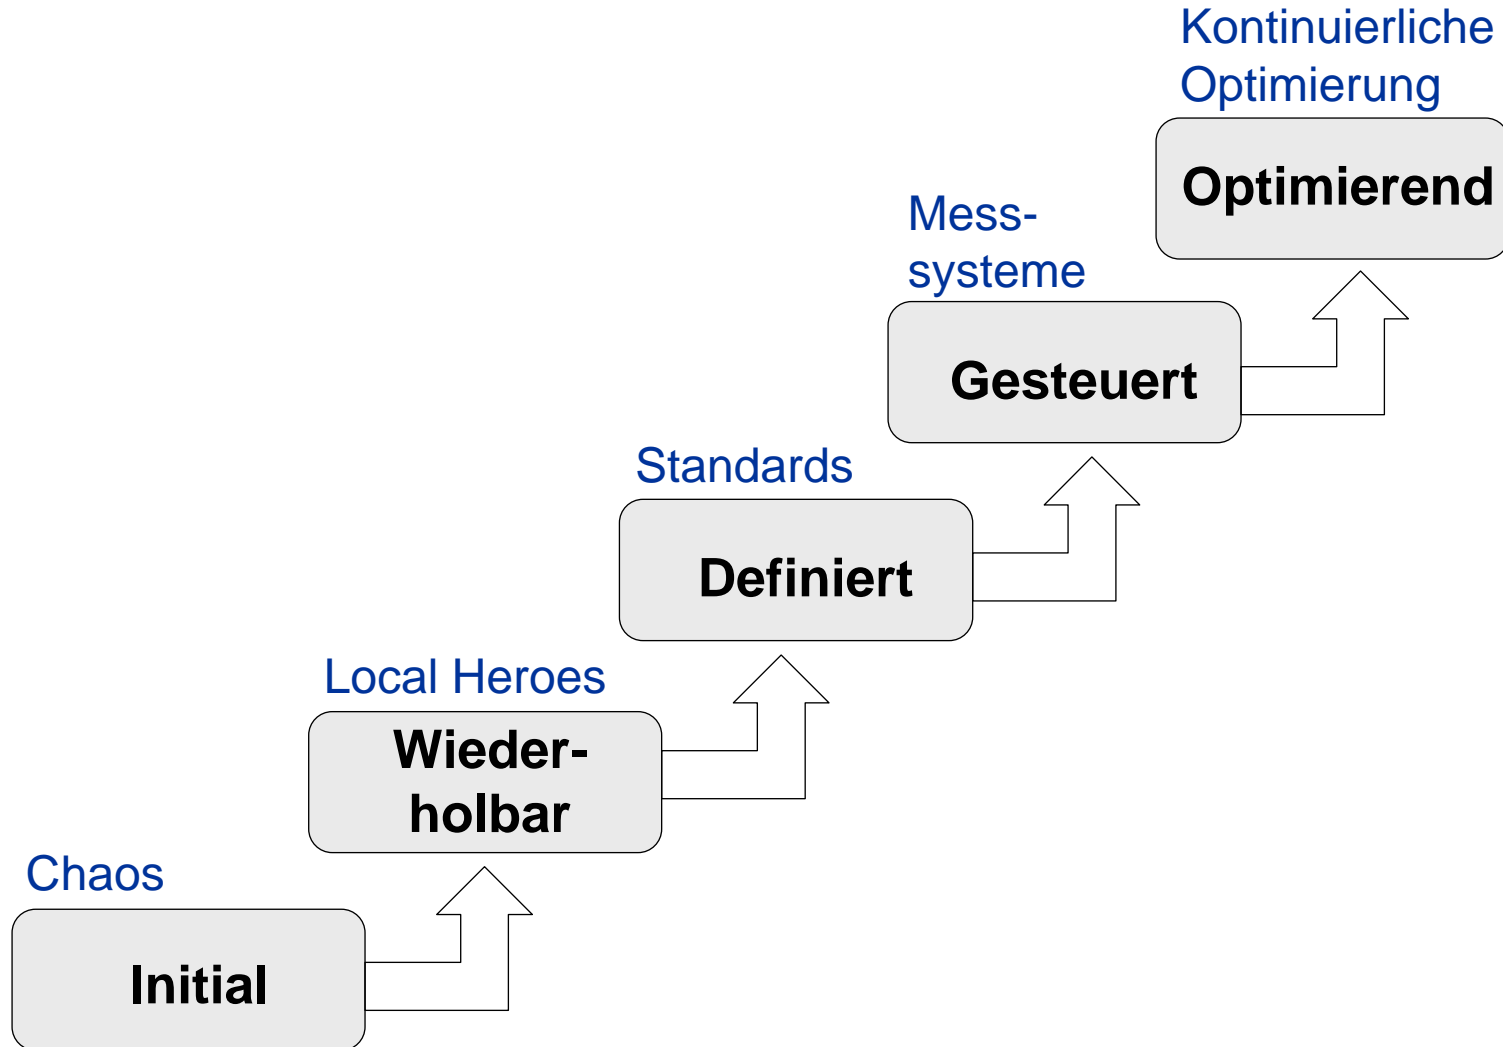 Kontinuierliche
Optimierung
Optimierend
Mess-
systeme
Gesteuert
Standards
Definiert
Local Heroes
Wieder-
holbar
Chaos
Initial